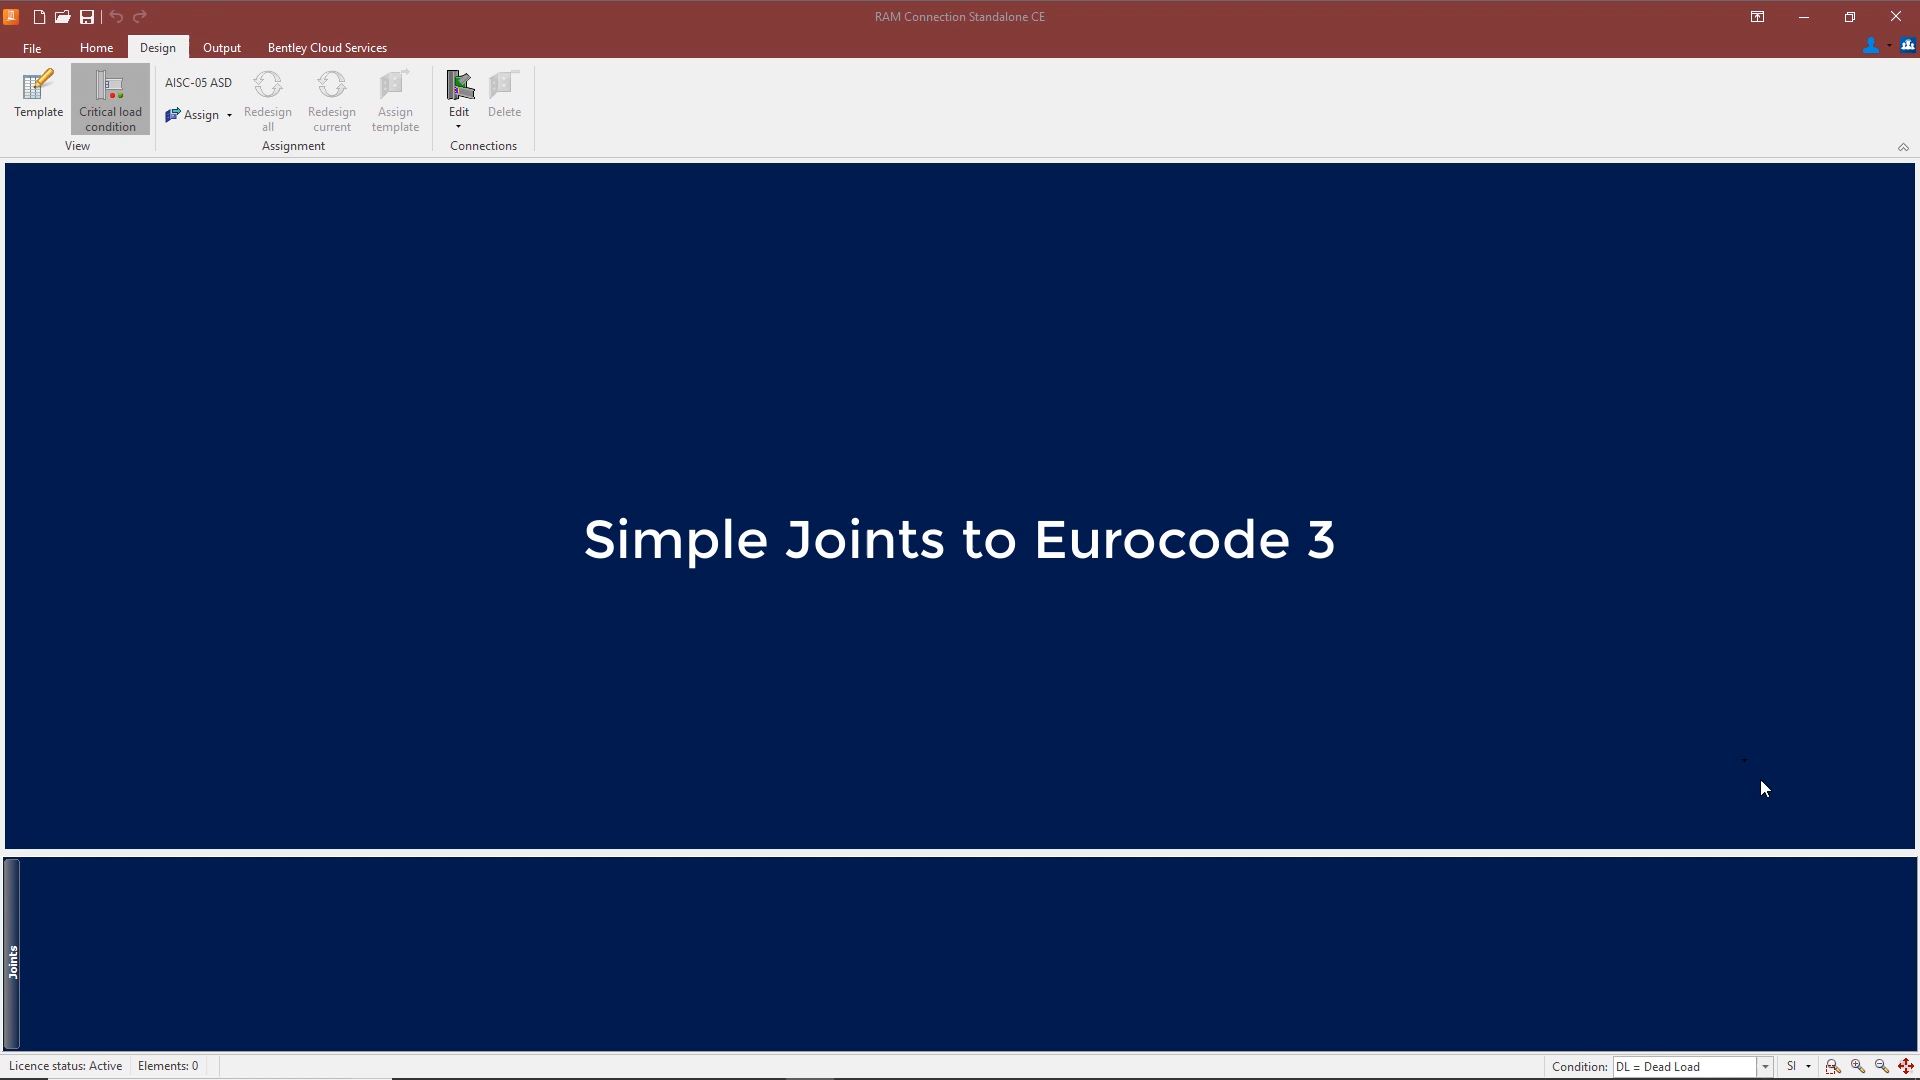 RAM Connection Standalone CE
File Home Design Output Bentley Cloud Services
Template
Critical load
condition
View
AISC-05 ASD
Assign
Redesign
all
Redesign
current
Assign
template
Assignment
Edit
Delete
Connections
Simple Joints to Eurocode 3
Joints
Licence status: Active Elements: 0 Condition: DL = Dead Load SI